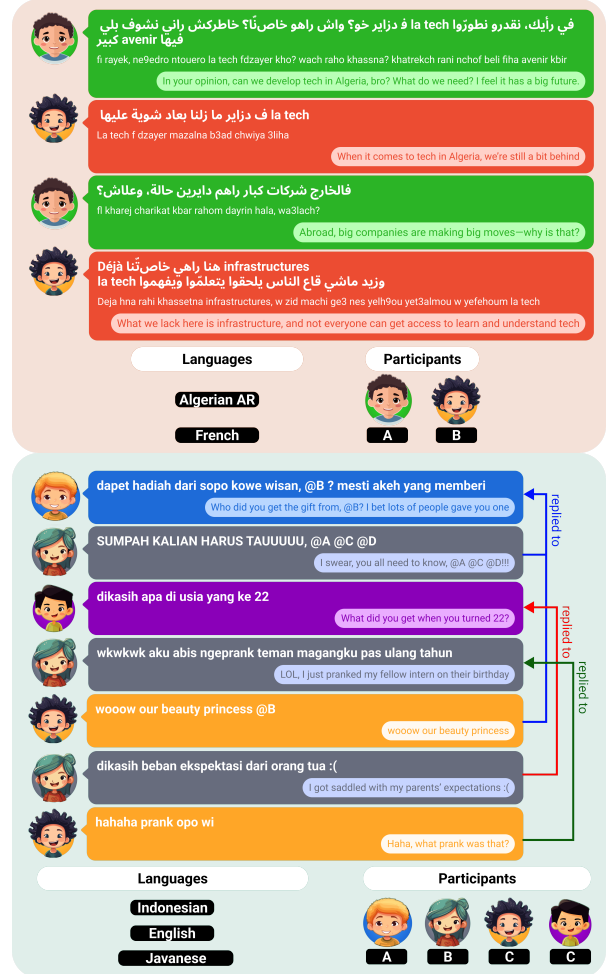 في رأيك، نقدرو نطورّوا la tech ف دزاير خو؟ واش راهو خاصنّا؟ خاطركش راني نشوف بلي
فيها avenir كبير
fi rayek, ne9edro ntouero la tech fdzayer kho? wach raho khassna? khatrekch rani nchof beli fiha avenir kbir
In your opinion, can we develop tech in Algeria, bro? What do we need? I feel it has a big future.
la tech ف دزاير ما زلنا بعاد شوية عليها
La tech f dzayer mazalna b3ad chwiya 3liha
When it comes to tech in Algeria, we're still a bit behind
فالخارج شركات كبار راهم دايرين حالة، وعلاش؟
fl kharej charikat kbar rahom dayrin hala, wa3lach?
Abroad, big companies are making big moves—why is that?
Déjà هنا راهي خاصتّنا infrastructures
وزيد ماشي قاع الناس يلحقوا يتعلمّوا ويفهموا la tech
Deja hna rahi khassetna infrastructures, w zid machi ge3 nes yelh9ou yet3almou w yefehoum la tech
What we lack here is infrastructure, and not everyone can get access to learn and understand tech
Languages
Participants
Algerian AR
French
A
B
dapet hadiah dari sopo kowe wisan, @B ? mesti akeh yang memberi
Who did you get the gift from, @B? I bet lots of people gave you one
SUMPAH KALIAN HARUS TAUUUUU, @A @C @D
I swear, you all need to know, @A @C @D!!!
dikasih apa di usia yang ke 22
What did you get when you turned 22?
wkwkwk aku abis ngeprank teman magangku pas ulang tahun
LOL, I just pranked my fellow intern on their birthday
wooow our beauty princess @B
wooow our beauty princess
dikasih beban ekspektasi dari orang tua :(
I got saddled with my parents' expectations :(
hahaha prank opo wi
Haha, what prank was that?
replied to
replied to
replied to
Languages
Participants
Indonesian
English
Javanese
A
B
C
C